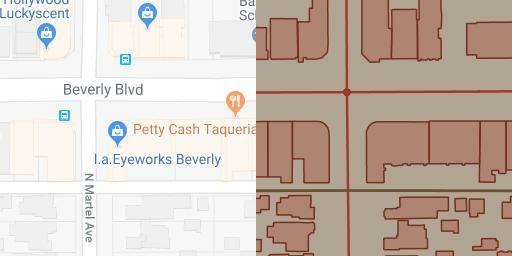 Hollywood
Luckyscent
Beverly Blvd
Petty Cash Taqueria
l.a.Eyeworks Beverly
N Martel Ave